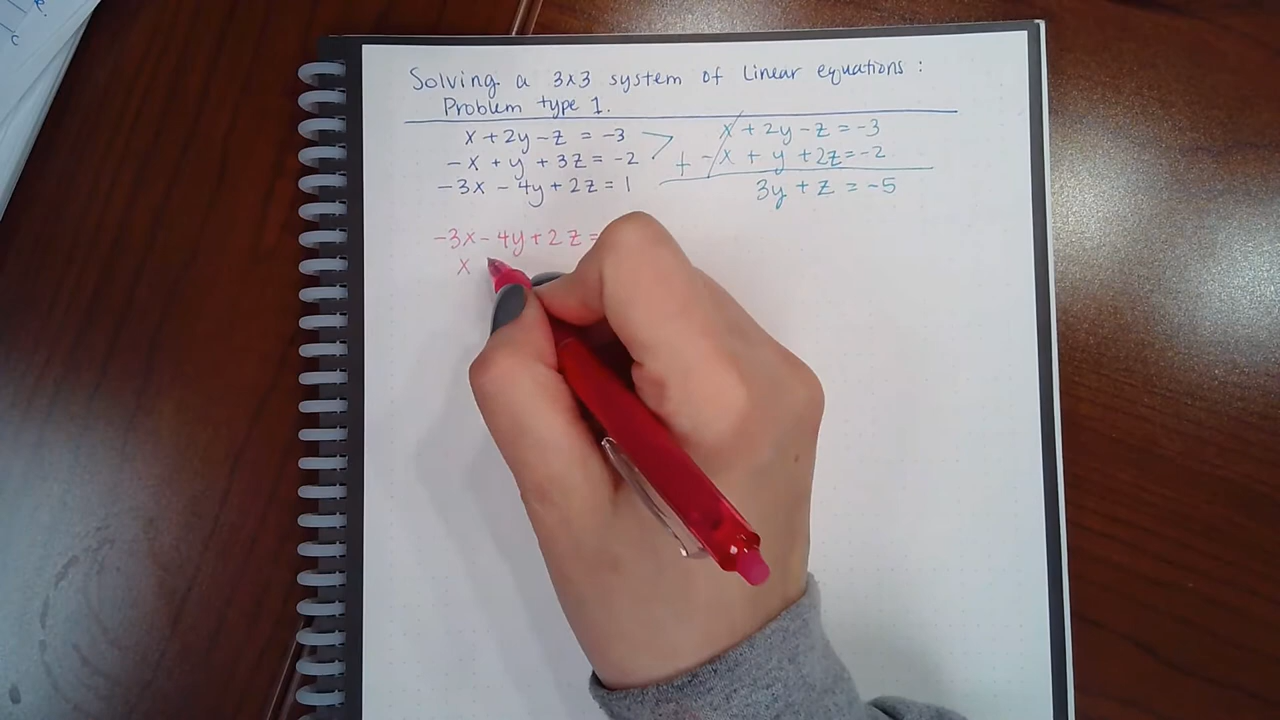 Solving a 3x3 system of Linear equations :
Problem type 1.
x + 2y - z = -3
-x + y + 3z = -2
-3x - 4y + 2z = 1
x + 2y - z = -3
+ -x + y + 2z = -2
3y + z = -5
-3x - 4y + 2z =
x
R
C